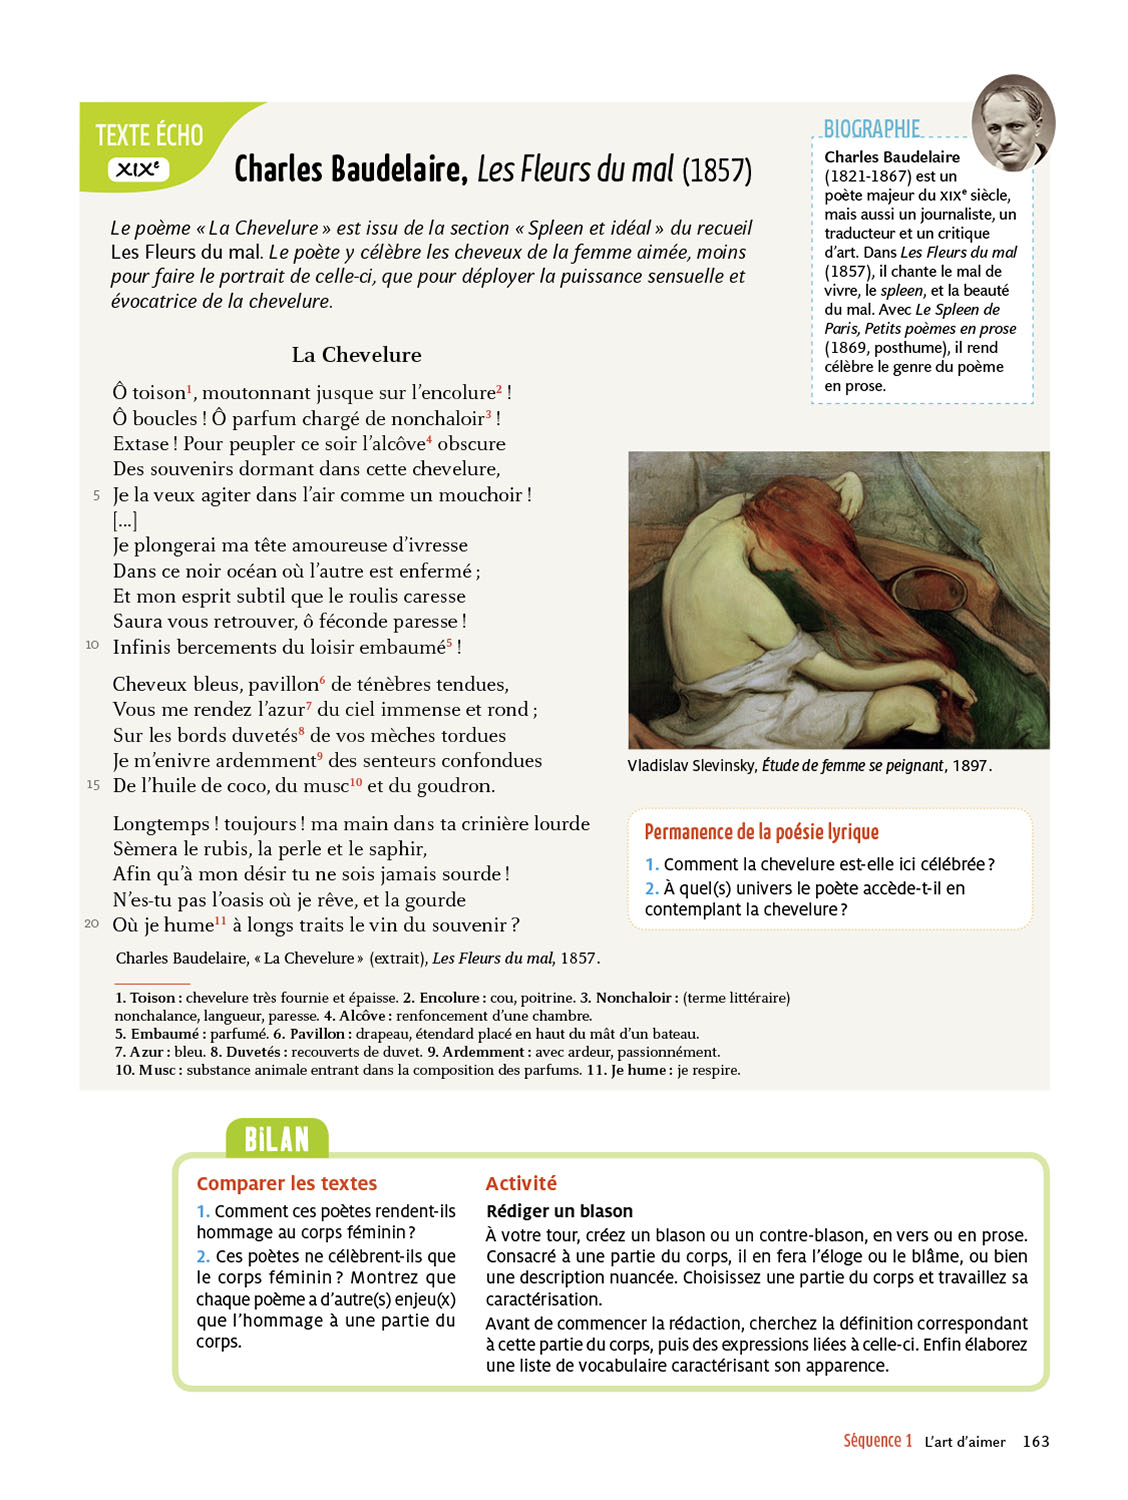 TEXTE ÉCHO
XIXe
Charles Baudelaire, Les Fleurs du mal (1857)
Le poème « La Chevelure » est issu de la section « Spleen et idéal » du recueil
Les Fleurs du mal. Le poète y célèbre les cheveux de la femme aimée, moins
pour faire le portrait de celle-ci, que pour déployer la puissance sensuelle et
évocatrice de la chevelure.
La Chevelure
Ô toison1, moutonnant jusque sur l’encolure2 !
Ô boucles ! Ô parfum chargé de nonchaloir3 !
Extase ! Pour peupler ce soir l’alcôve4 obscure
Des souvenirs dormant dans cette chevelure,
5 Je la veux agiter dans l’air comme un mouchoir !
[...]
Je plongerai ma tête amoureuse d’ivresse
Dans ce noir océan où l’autre est enfermé ;
Et mon esprit subtil que le roulis caresse
Saura vous retrouver, ô féconde paresse !
10 Infinis bercements du loisir embaumé5 !
Cheveux bleus, pavillon6 de ténèbres tendues,
Vous me rendez l’azur7 du ciel immense et rond ;
Sur les bords duvetés8 de vos mèches tordues
Je m’enivre ardemment9 des senteurs confondues
15 De l’huile de coco, du musc10 et du goudron.
Longtemps ! toujours ! ma main dans ta crinière lourde
Sèmera le rubis, la perle et le saphir,
Afin qu’à mon désir tu ne sois jamais sourde !
N’es-tu pas l’oasis où je rêve, et la gourde
20 Où je hume11 à longs traits le vin du souvenir ?
Charles Baudelaire, « La Chevelure » (extrait), Les Fleurs du mal, 1857.
1. Toison : chevelure très fournie et épaisse. 2. Encolure : cou, poitrine. 3. Nonchaloir : (terme littéraire)
nonchalance, langueur, paresse. 4. Alcôve : renfoncement d’une chambre.
5. Embaumé : parfumé. 6. Pavillon : drapeau, étendard placé en haut du mât d’un bateau.
7. Azur : bleu. 8. Duvetés : recouverts de duvet. 9. Ardemment : avec ardeur, passionnément.
10. Musc : substance animale entrant dans la composition des parfums. 11. Je hume : je respire.
BIOGRAPHIE
Charles Baudelaire
(1821-1867) est un
poète majeur du XIXe siècle,
mais aussi un journaliste, un
traducteur et un critique
d’art. Dans Les Fleurs du mal
(1857), il chante le mal de
vivre, le spleen, et la beauté
du mal. Avec Le Spleen de
Paris, Petits poèmes en prose
(1869, posthume), il rend
célèbre le genre du poème
en prose.
Vladislav Slevinsky, Étude de femme se peignant, 1897.
Permanence de la poésie lyrique
1. Comment la chevelure est-elle ici célébrée ?
2. À quel(s) univers le poète accède-t-il en
contemplant la chevelure ?
BILAN
Comparer les textes
1. Comment ces poètes rendent-ils
hommage au corps féminin ?
2. Ces poètes ne célèbrent-ils que
le corps féminin ? Montrez que
chaque poème a d’autre(s) enjeu(x)
que l’hommage à une partie du
corps.
Activité
Rédiger un blason
À votre tour, créez un blason ou un contre-blason, en vers ou en prose.
Consacré à une partie du corps, il en fera l’éloge ou le blâme, ou bien
une description nuancée. Choisissez une partie du corps et travaillez sa
caractérisation.
Avant de commencer la rédaction, cherchez la définition correspondant
à cette partie du corps, puis des expressions liées à celle-ci. Enfin élaborez
une liste de vocabulaire caractérisant son apparence.
Séquence 1 L’art d’aimer 163